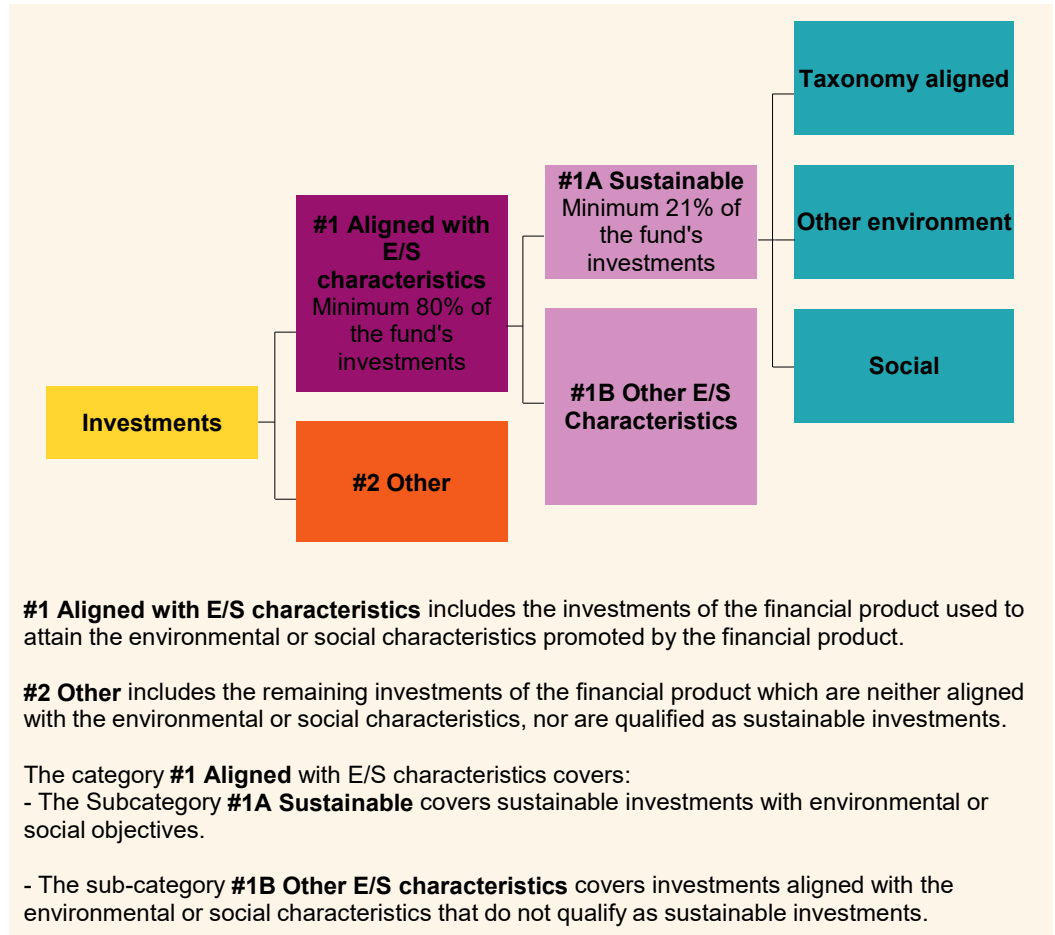 Taxonomy aligned
#1A Sustainable
Minimum 21% of
the fund's
investments
Other environment
#1 Aligned with
E/S
characteristics
Minimum 80% of
the fund's
investments
Social
#1B Other E/S
Characteristics
Investments
#2 Other
#1 Aligned with E/S characteristics includes the investments of the financial product used to
attain the environmental or social characteristics promoted by the financial product.
#2 Other includes the remaining investments of the financial product which are neither aligned
with the environmental or social characteristics, nor are qualified as sustainable investments.
The category #1 Aligned with E/S characteristics covers:
- The Subcategory #1A Sustainable covers sustainable investments with environmental or
social objectives.
- The sub-category #1B Other E/S characteristics covers investments aligned with the
environmental or social characteristics that do not qualify as sustainable investments.